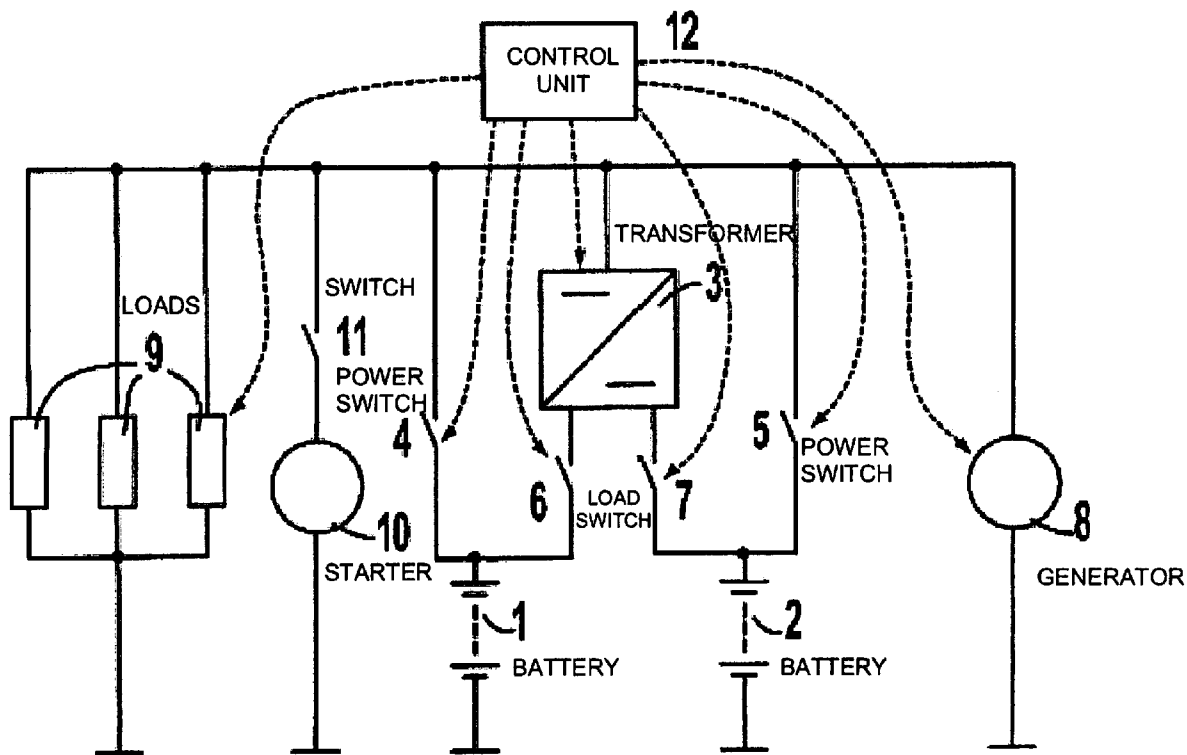 12
CONTROL
UNIT
TRANSFORMER
3
SWITCH
LOADS
11
9
POWER
SWITCH
4
5
POWER
SWITCH
6
LOAD
SWITCH
7
10
8
STARTER
GENERATOR
1
2
BATTERY
BATTERY